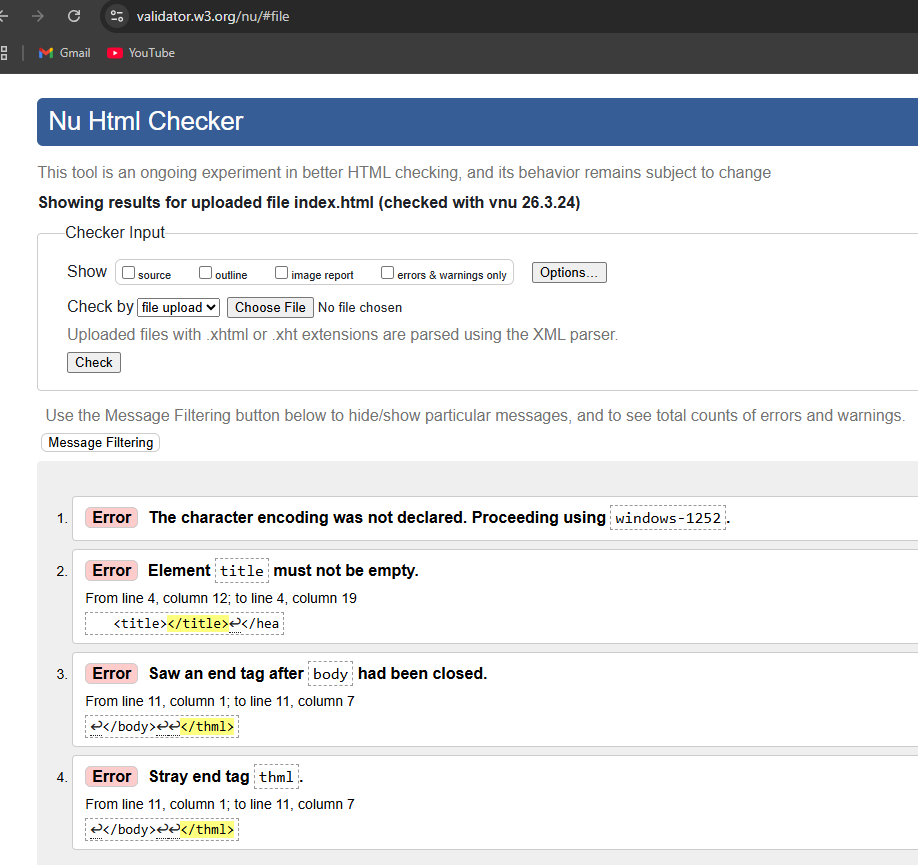 validator.w3.org/nu/#file
Gmail YouTube
Nu Html Checker
This tool is an ongoing experiment in better HTML checking, and its behavior remains subject to change
Showing results for uploaded file index.html (checked with vnu 26.3.24)
Checker Input
Show source outline image report errors & warnings only Options...
Check by file upload Choose File No file chosen
Uploaded files with .xhtml or .xht extensions are parsed using the XML parser.
Check
Use the Message Filtering button below to hide/show particular messages, and to see total counts of errors and warnings.
Message Filtering
1. Error The character encoding was not declared. Proceeding using windows-1252.
2. Error Element title must not be empty.
From line 4, column 12; to line 4, column 19
<title></title>↩</hea
3. Error Saw an end tag after body had been closed.
From line 11, column 1; to line 11, column 7
↩</body>↩↩</thml>
4. Error Stray end tag thml.
From line 11, column 1; to line 11, column 7
↩</body>↩↩</thml>